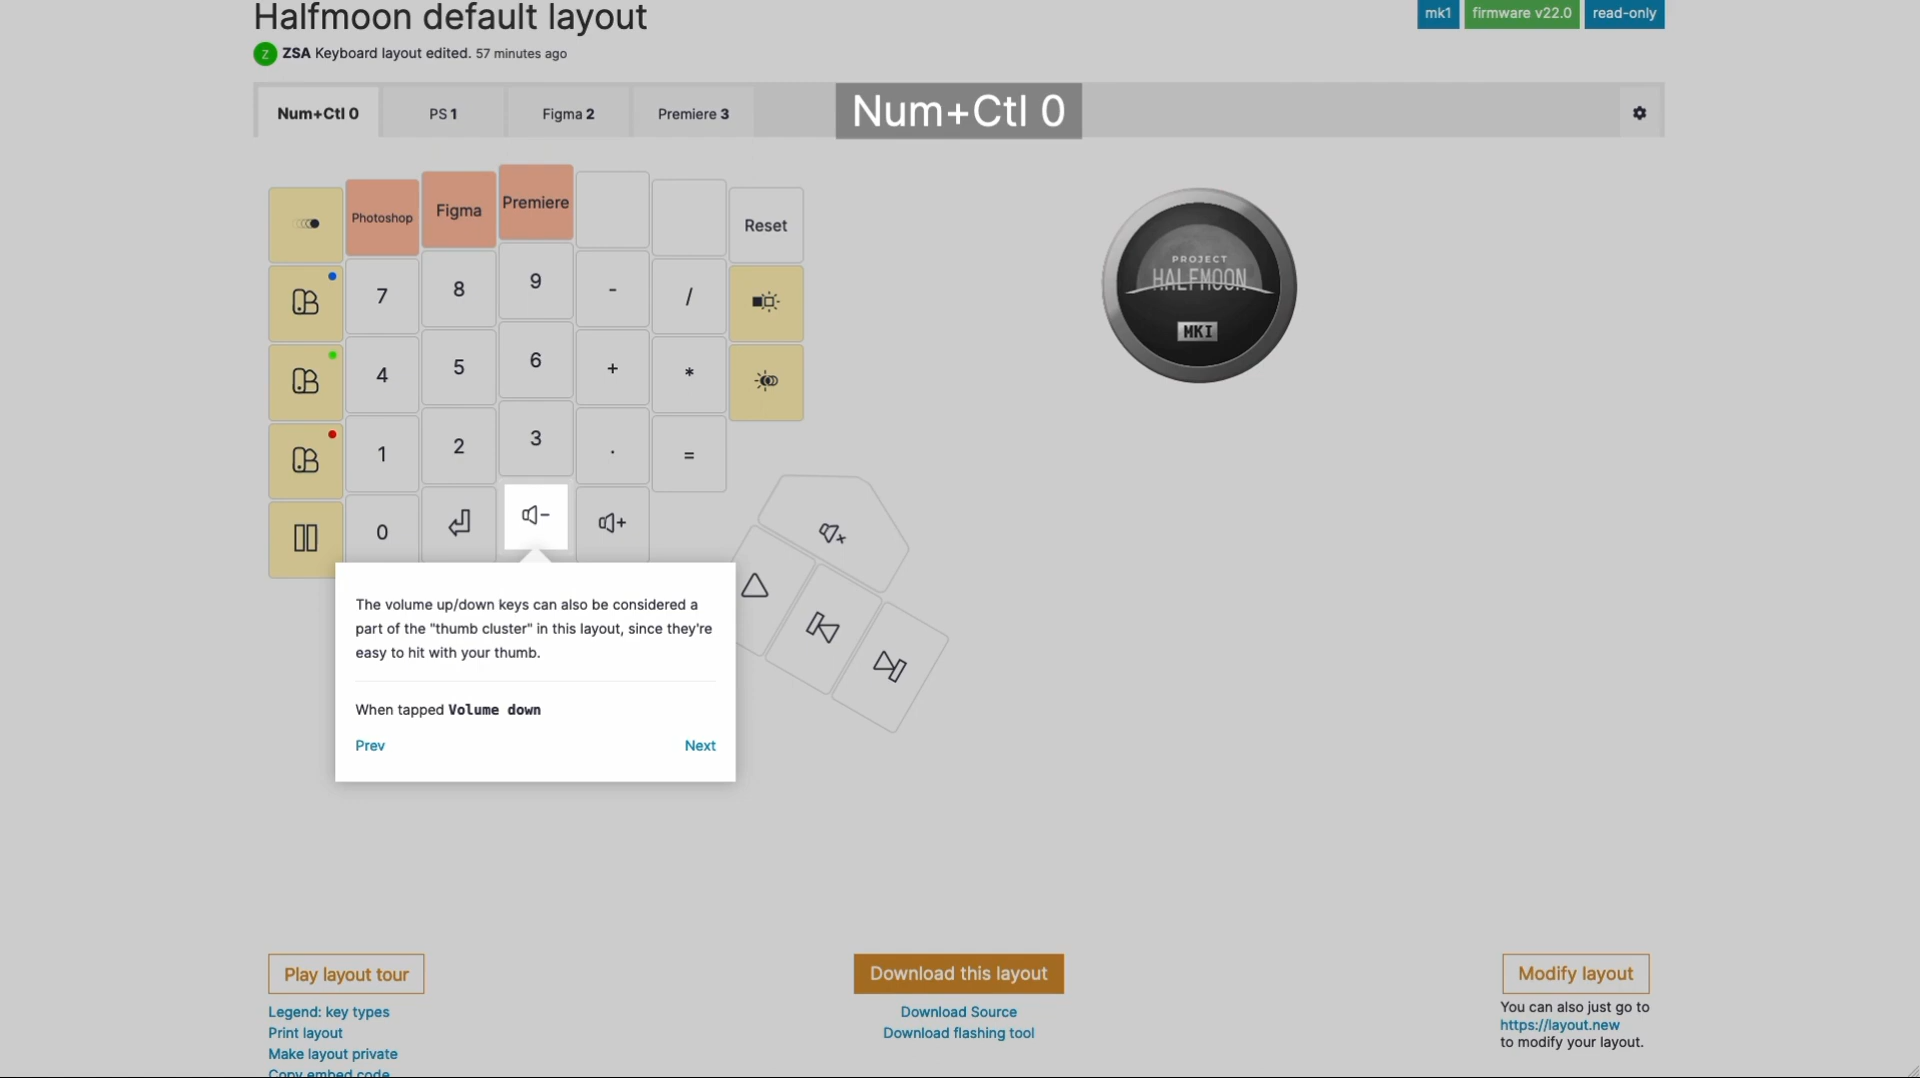 Halfmoon default layout
mk1
firmware v22.0
read-only
Z
ZSA Keyboard layout edited. 57 minutes ago
Num+Ctl 0
PS 1
Figma 2
Premiere 3
Num+Ctl 0
Photoshop
Figma
Premiere
Reset
7
8
9
-
/
4
5
6
+
*
1
2
3
.
=
0
PROJECT
HALFMOON
MKI
The volume up/down keys can also be considered a
part of the "thumb cluster" in this layout, since they're
easy to hit with your thumb.
When tapped Volume down
Prev
Next
Play layout tour
Legend: key types
Print layout
Make layout private
Copy embed code
Download this layout
Download Source
Download flashing tool
Modify layout
You can also just go to
https://layout.new
to modify your layout.